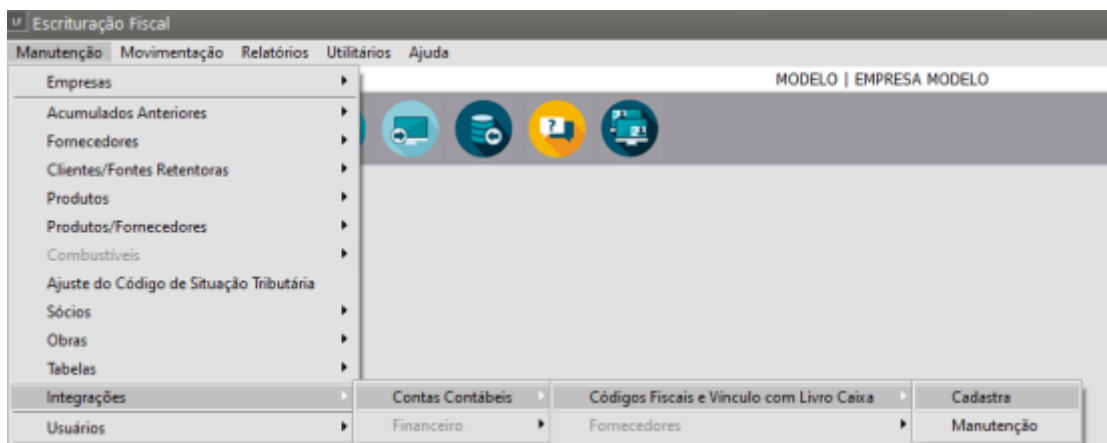 LF Escrituração Fiscal
Manutenção Movimentação Relatórios Utilitários Ajuda
MODELO | EMPRESA MODELO
Empresas
Acumulados Anteriores
Fornecedores
Clientes/Fontes Retentoras
Produtos
Produtos/Fornecedores
Combustíveis
Ajuste do Código de Situação Tributária
Sócios
Obras
Tabelas
Integrações Contas Contábeis Códigos Fiscais e Vínculo com Livro Caixa Cadastra
Usuários Financeiro Fornecedores Manutenção